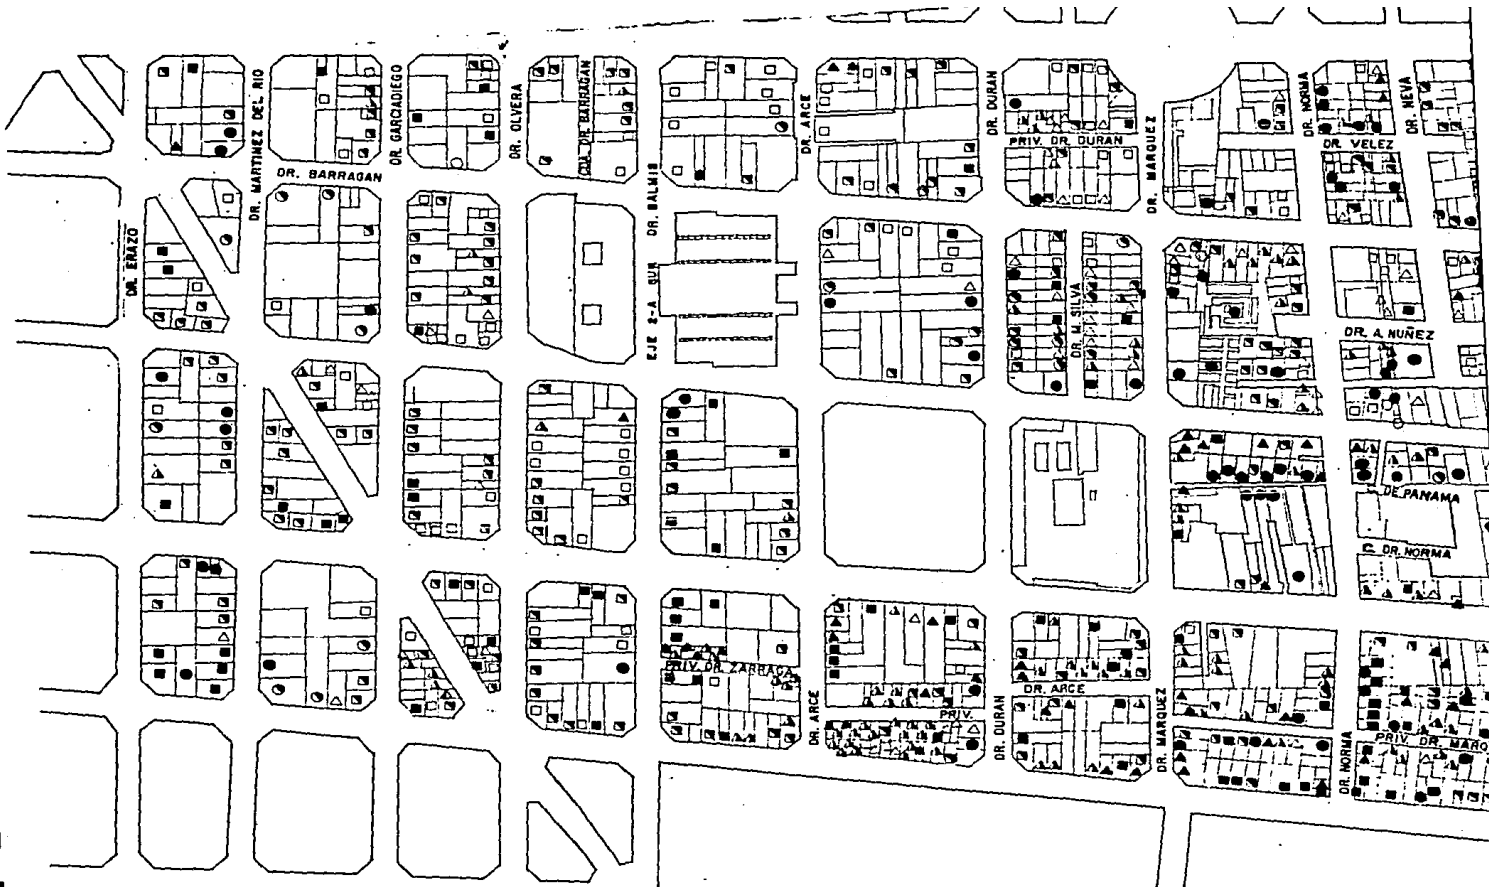 DR. ERAZO
DR. MARTINEZ DEL RIO
DR. BARRAGAN
DR. GARCIADIEGO
DR. OLVERA
CDA. DR. BARRAGAN
DR. BALMIS
EJE 2-A SUR
DR. ARCE
DR. DURAN
PRIV. DR. DURAN
DR. MARQUEZ
DR. NORMA
DR. NEVA
DR. VELEZ
DR. M. SILVA
DR. A. NUÑEZ
C. DE PANAMA
C. DR. NORMA
PRIV. DR. ZARRAGA
DR. ARCE
PRIV.
DR. ARCE
DR. DURAN
DR. MARQUEZ
DR. NORMA
PRIV. DR. MARQ